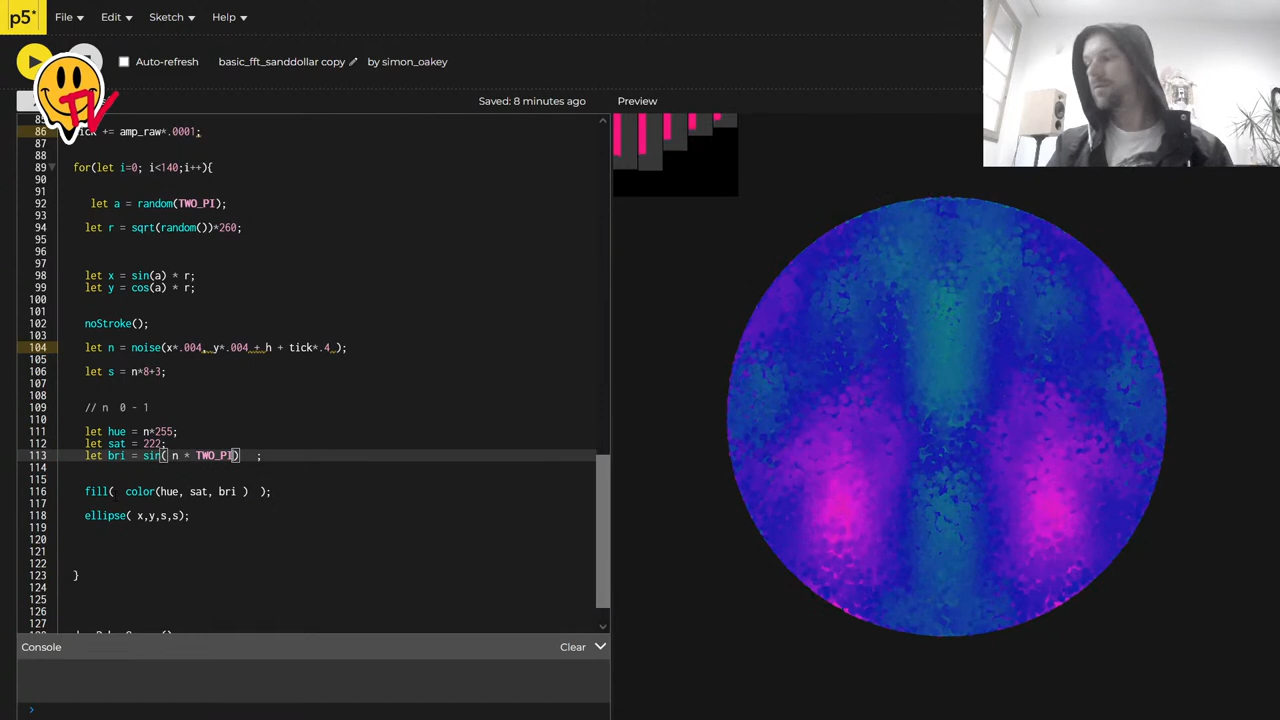 p5* File Edit Sketch Help
Auto-refresh basic_fft_sanddollar copy by simon_oakey
TV
Saved: 8 minutes ago Preview
86 += amp_raw*.0001;
87
88
89 for(let i=0; i<140;i++){
90
91
92 let a = random(TWO_PI);
93
94 let r = sqrt(random())*260;
95
96
97
98 let x = sin(a) * r;
99 let y = cos(a) * r;
100
101
102 noStroke();
103
104 let n = noise(x*.004, y*.004 + h + tick*.4 );
105
106 let s = n*8+3;
107
108
109 // n 0 - 1
110
111 let hue = n*255;
112 let sat = 222;
113 let bri = sin( n * TWO_PI) ;
114
115
116 fill( color(hue, sat, bri ) );
117
118 ellipse( x,y,s,s);
119
120
121
122
123 }
124
125
126
127
Console Clear